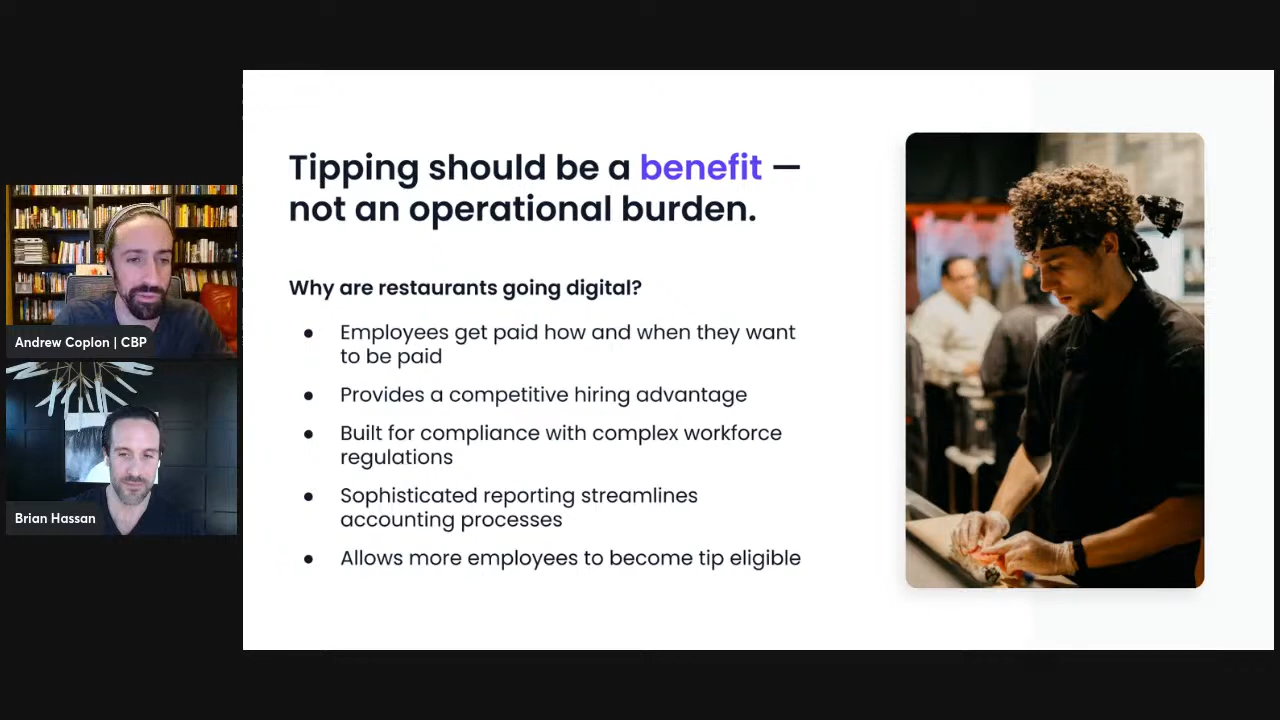 Tipping should be a benefit —
not an operational burden.
Why are restaurants going digital?
● Employees get paid how and when they want
to be paid
● Provides a competitive hiring advantage
● Built for compliance with complex workforce
regulations
● Sophisticated reporting streamlines
accounting processes
● Allows more employees to become tip eligible
Andrew Coplon | CBP
Brian Hassan